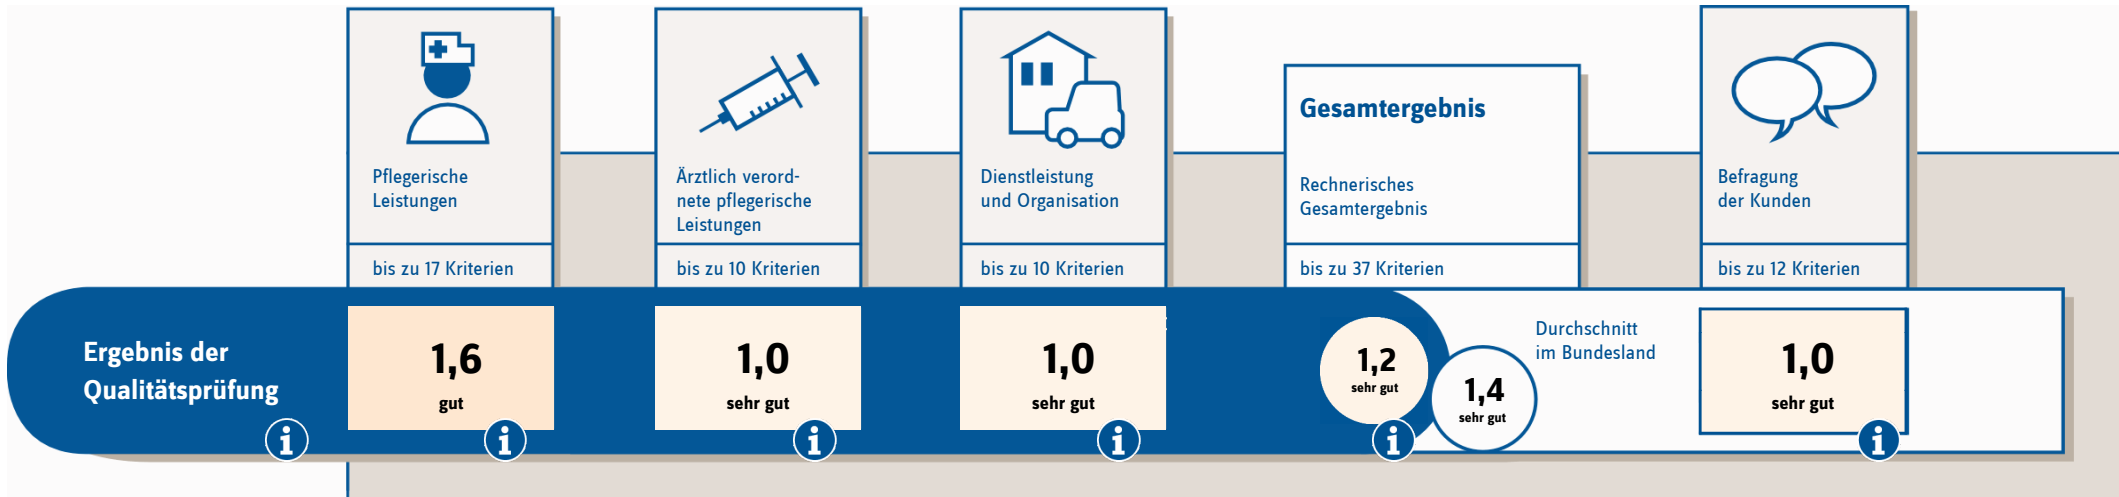 Pflegerische
Leistungen
bis zu 17 Kriterien
Ärztlich verord-
nete pflegerische
Leistungen
bis zu 10 Kriterien
Dienstleistung
und Organisation
bis zu 10 Kriterien
Gesamtergebnis
Rechnerisches
Gesamtergebnis
bis zu 37 Kriterien
Befragung
der Kunden
bis zu 12 Kriterien
Ergebnis der
Qualitätsprüfung
i
1,6
gut
i
1,0
sehr gut
i
1,0
sehr gut
i
1,2
sehr gut
i
1,4
sehr gut
Durchschnitt
im Bundesland
1,0
sehr gut
i